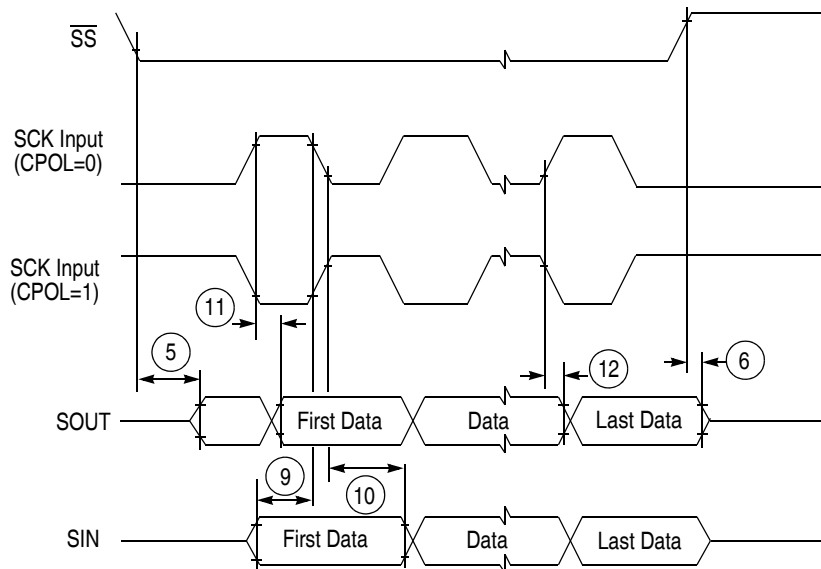 SS
SCK Input
(CPOL=0)
SCK Input
(CPOL=1)
11
5
12
6
SOUT
First Data
Data
Last Data
9
10
SIN
First Data
Data
Last Data